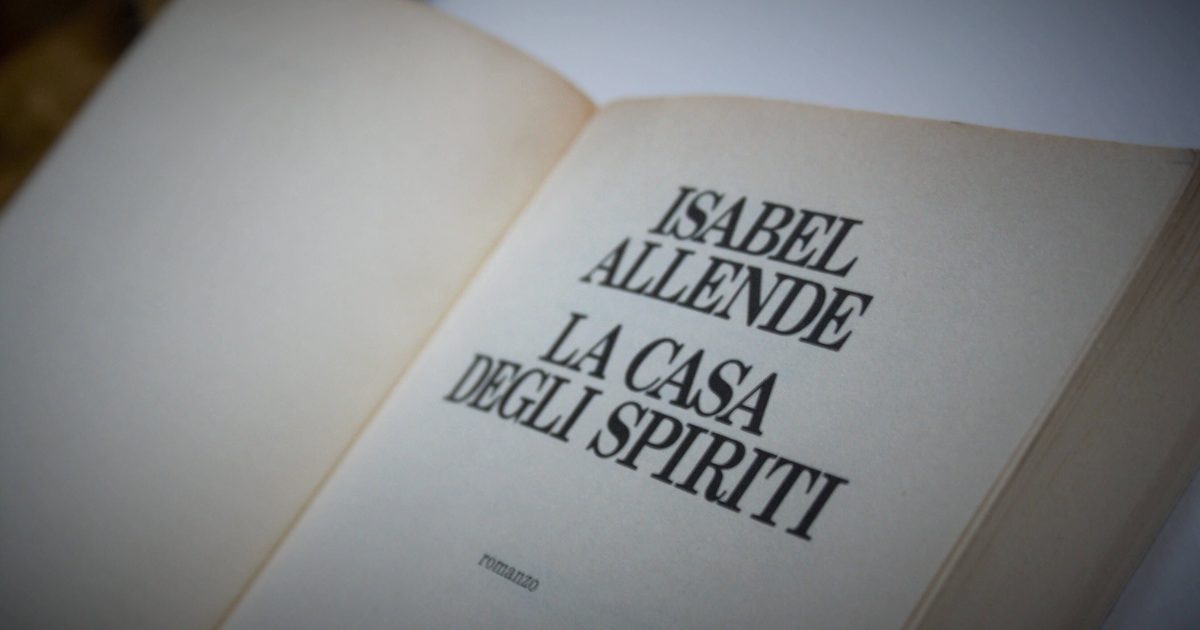 ISABEL
ALLENDE
LA CASA
DEGLI SPIRITI
romanzo